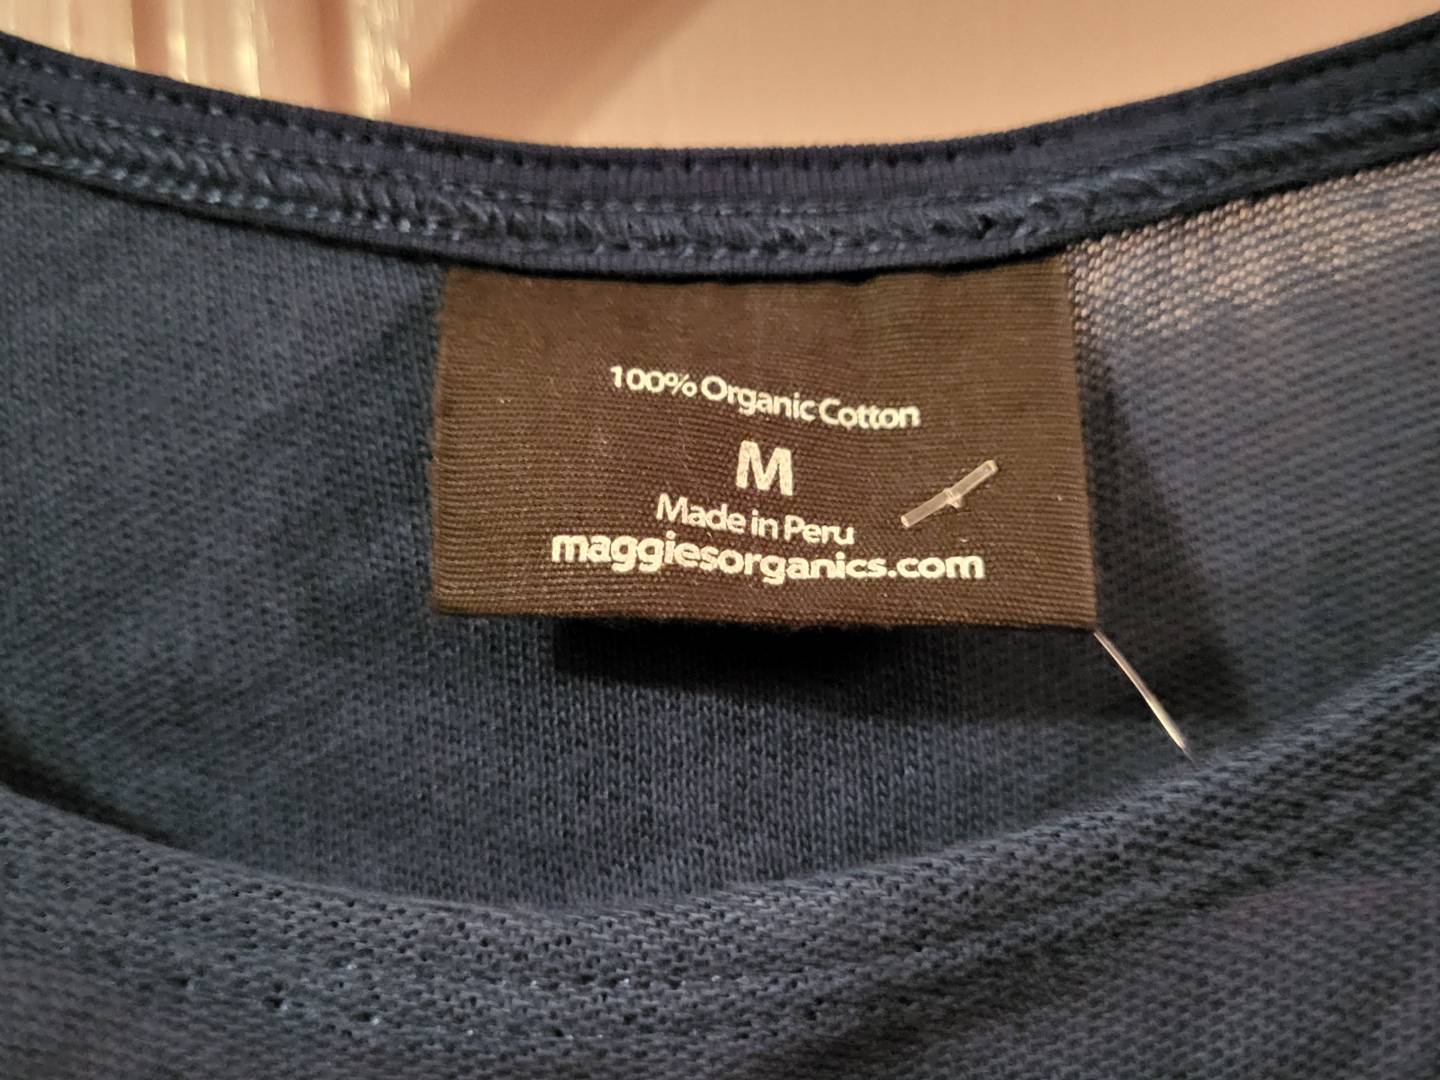 100% Organic Cotton
M
Made in Peru
maggiesorganics.com